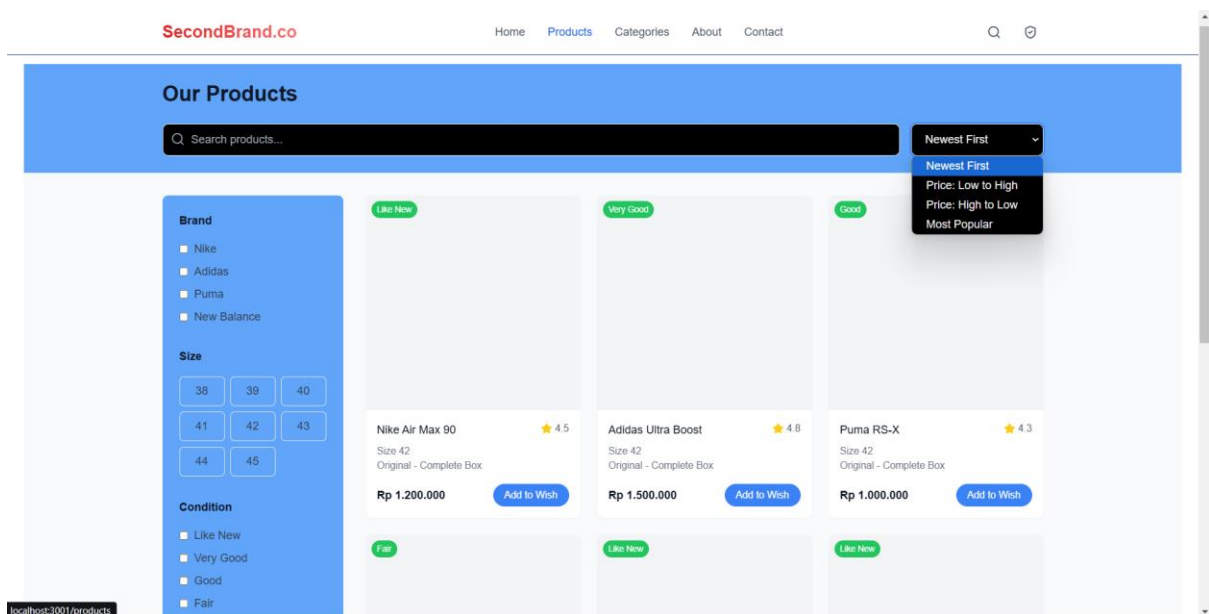 SecondBrand.co
Home Products Categories About Contact
Our Products
Search products...
Newest First
Newest First
Price: Low to High
Price: High to Low
Most Popular
Brand
Nike
Adidas
Puma
New Balance
Size
38 39 40
41 42 43
44 45
Condition
Like New
Very Good
Good
Fair
Like New
Nike Air Max 90 4.5
Size 42
Original - Complete Box
Rp 1.200.000 Add to Wish
Very Good
Adidas Ultra Boost 4.8
Size 42
Original - Complete Box
Rp 1.500.000 Add to Wish
Good
Puma RS-X 4.3
Size 42
Original - Complete Box
Rp 1.000.000 Add to Wish
Fair
Like New
Like New
localhost:3001/products